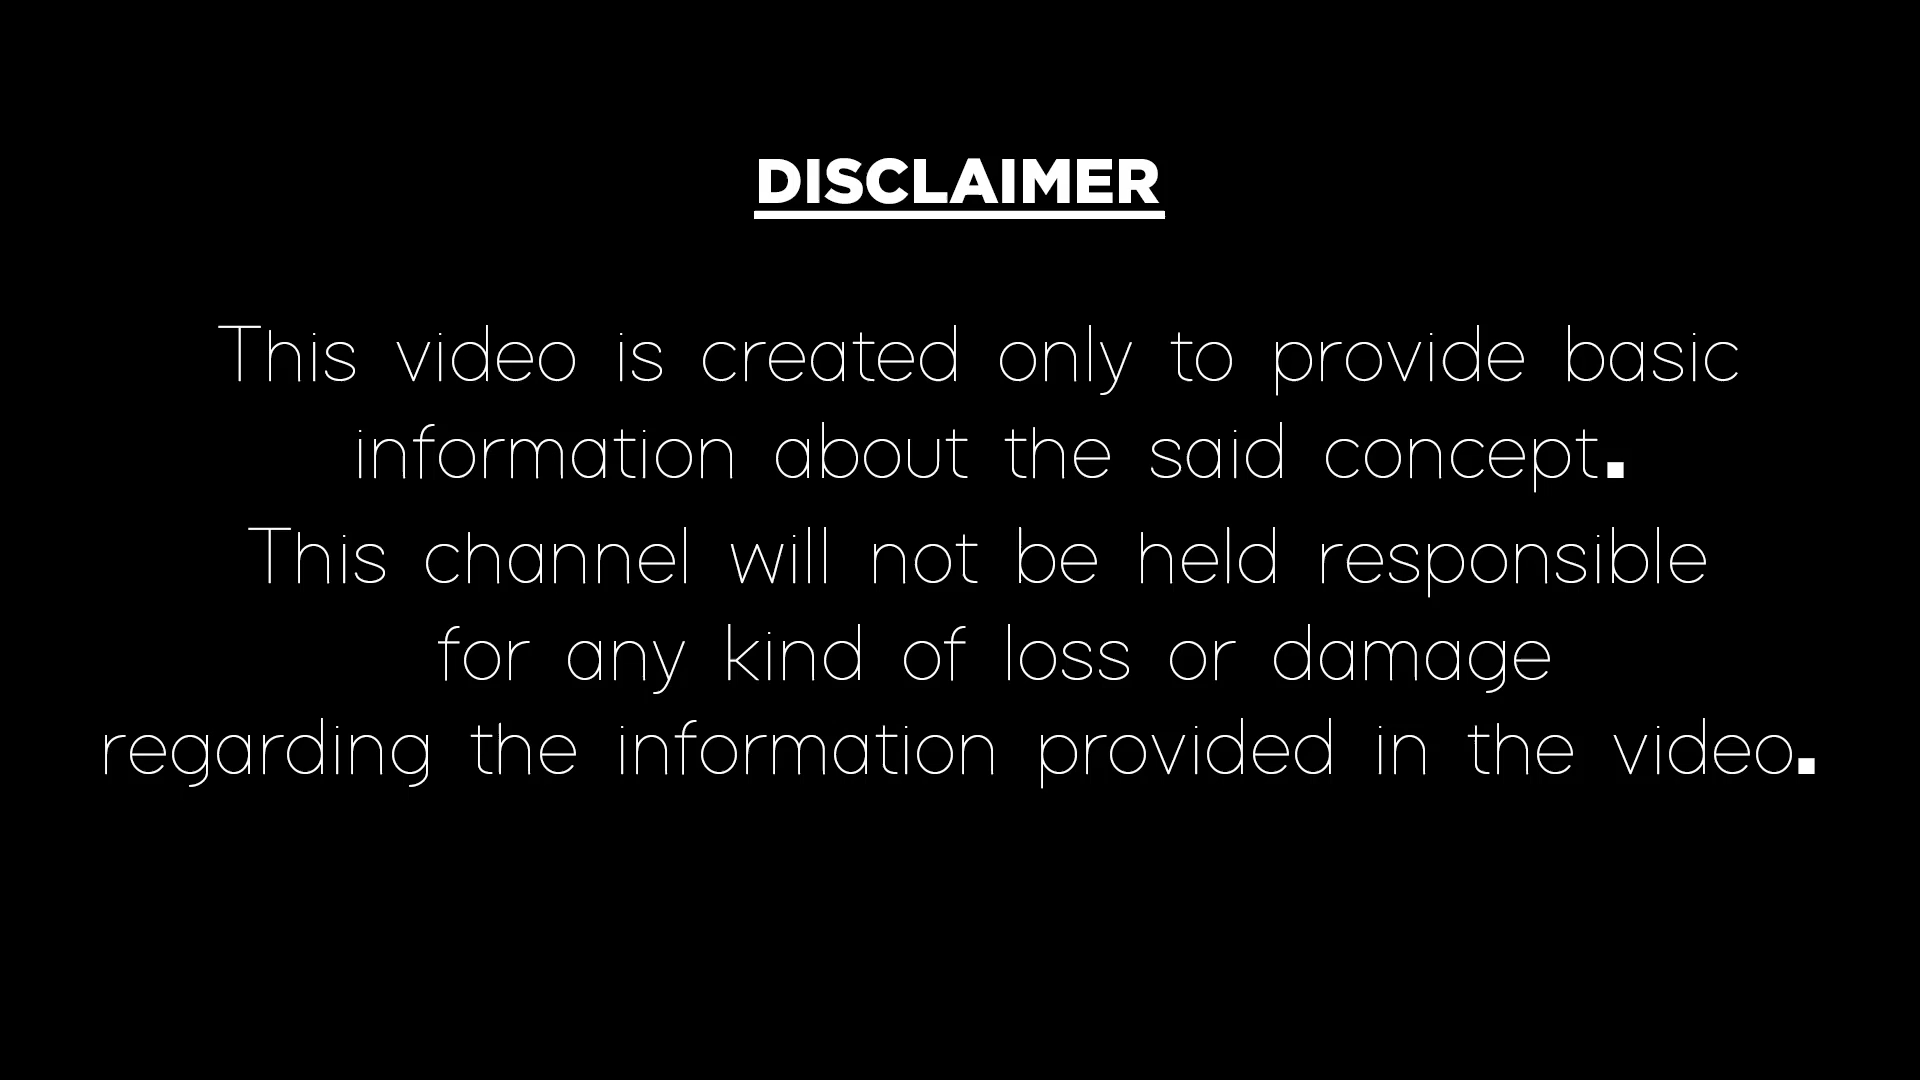 DISCLAIMER
This video is created only to provide basic
information about the said concept.
This channel will not be held responsible
for any kind of loss or damage
regarding the information provided in the video.